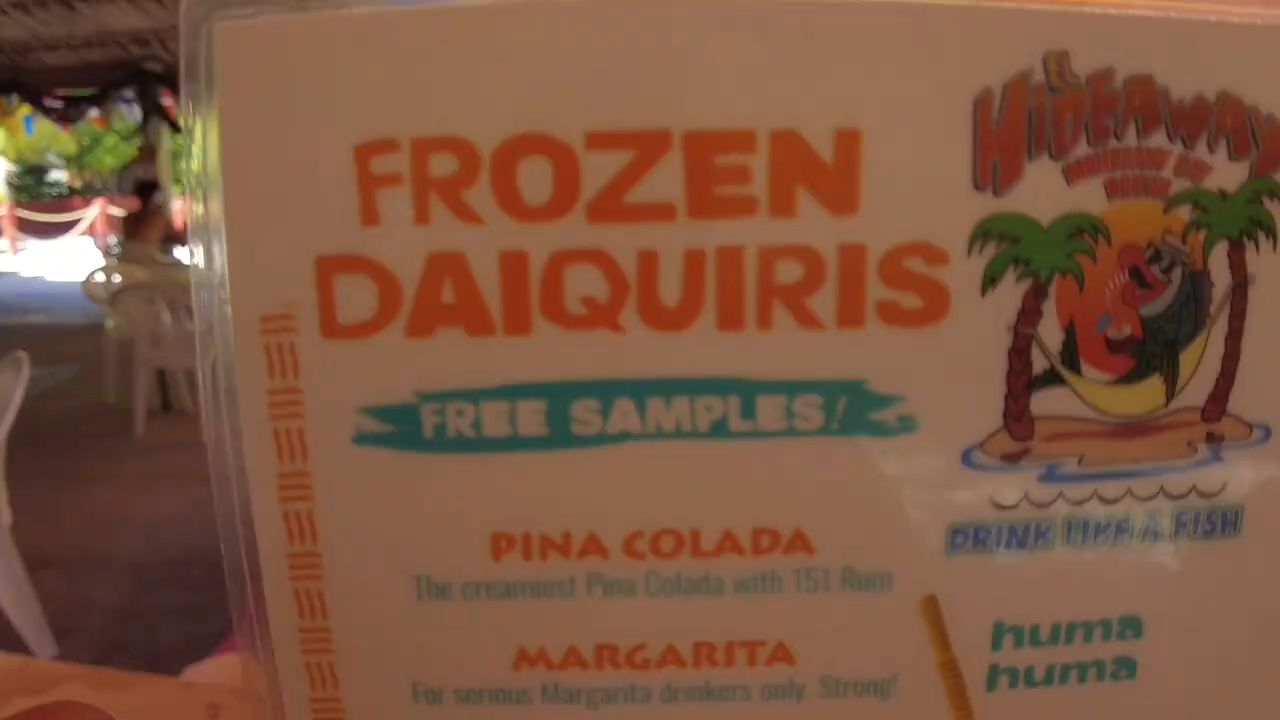 FROZEN
DAIQUIRIS
FREE SAMPLES!
PINA COLADA
The creamiest Pina Colada with 151 Rum
MARGARITA
For serious Margarita drinkers only. Strong!
EL
HIDEAWAY
DRINK LIKE A FISH
huma
huma